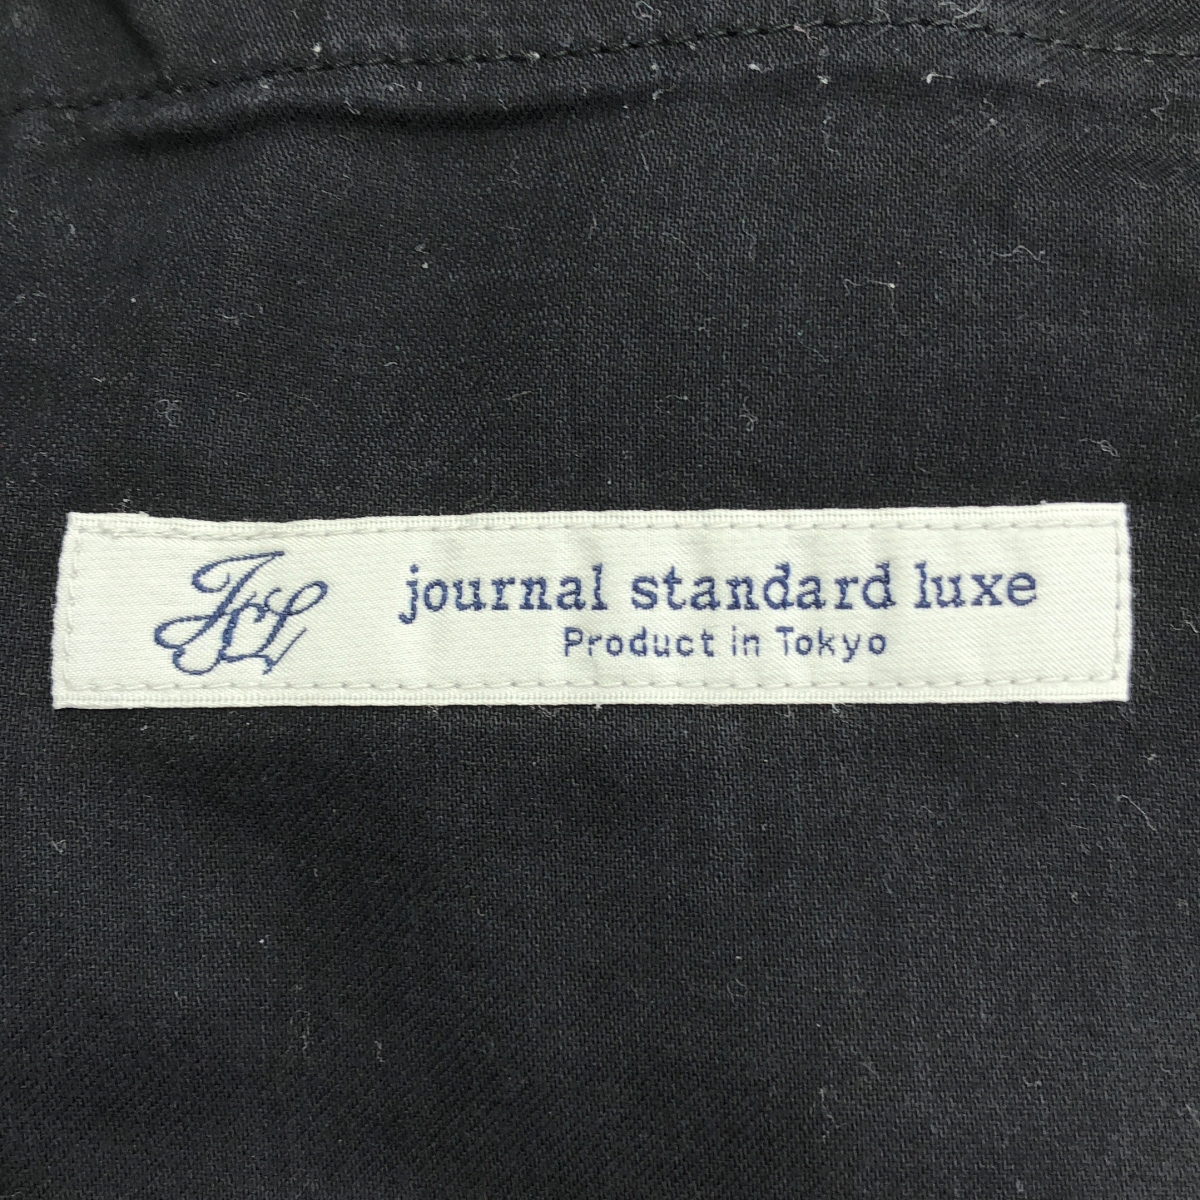 JSL
journal standard luxe
Product in Tokyo